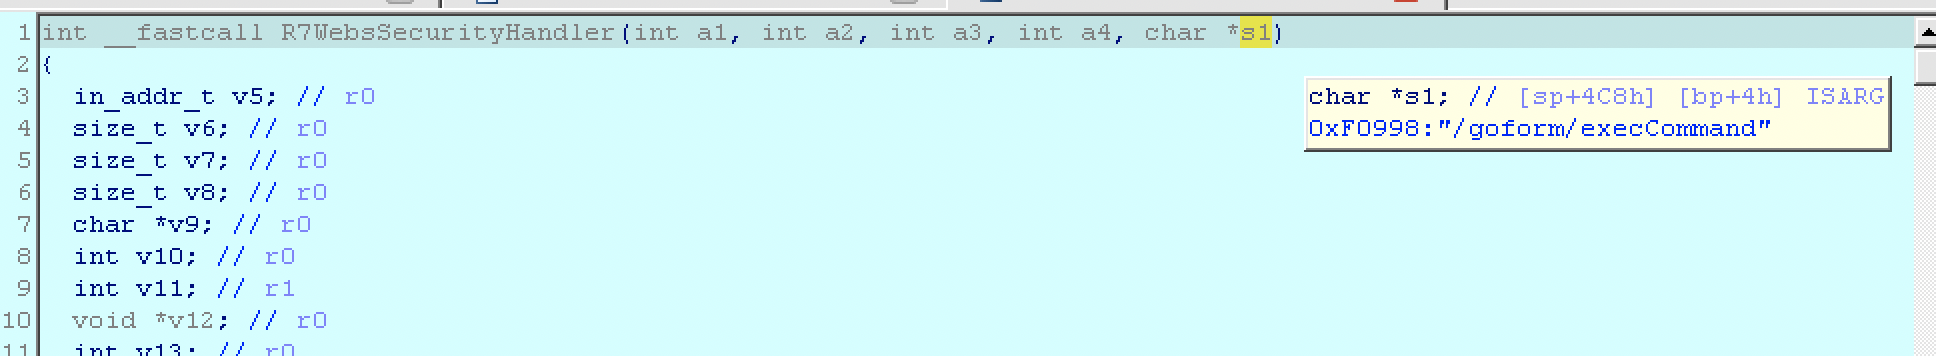 1 int __fastcall R7WebsSecurityHandler(int a1, int a2, int a3, int a4, char *s1)
2 {
3 in_addr_t v5; // r0
char *s1; // [sp+4C8h] [bp+4h] ISARG
4 size_t v6; // r0
0xF0998:"/goform/execCommand"
5 size_t v7; // r0
6 size_t v8; // r0
7 char *v9; // r0
8 int v10; // r0
9 int v11; // r1
10 void *v12; // r0
11 int v13; // r0